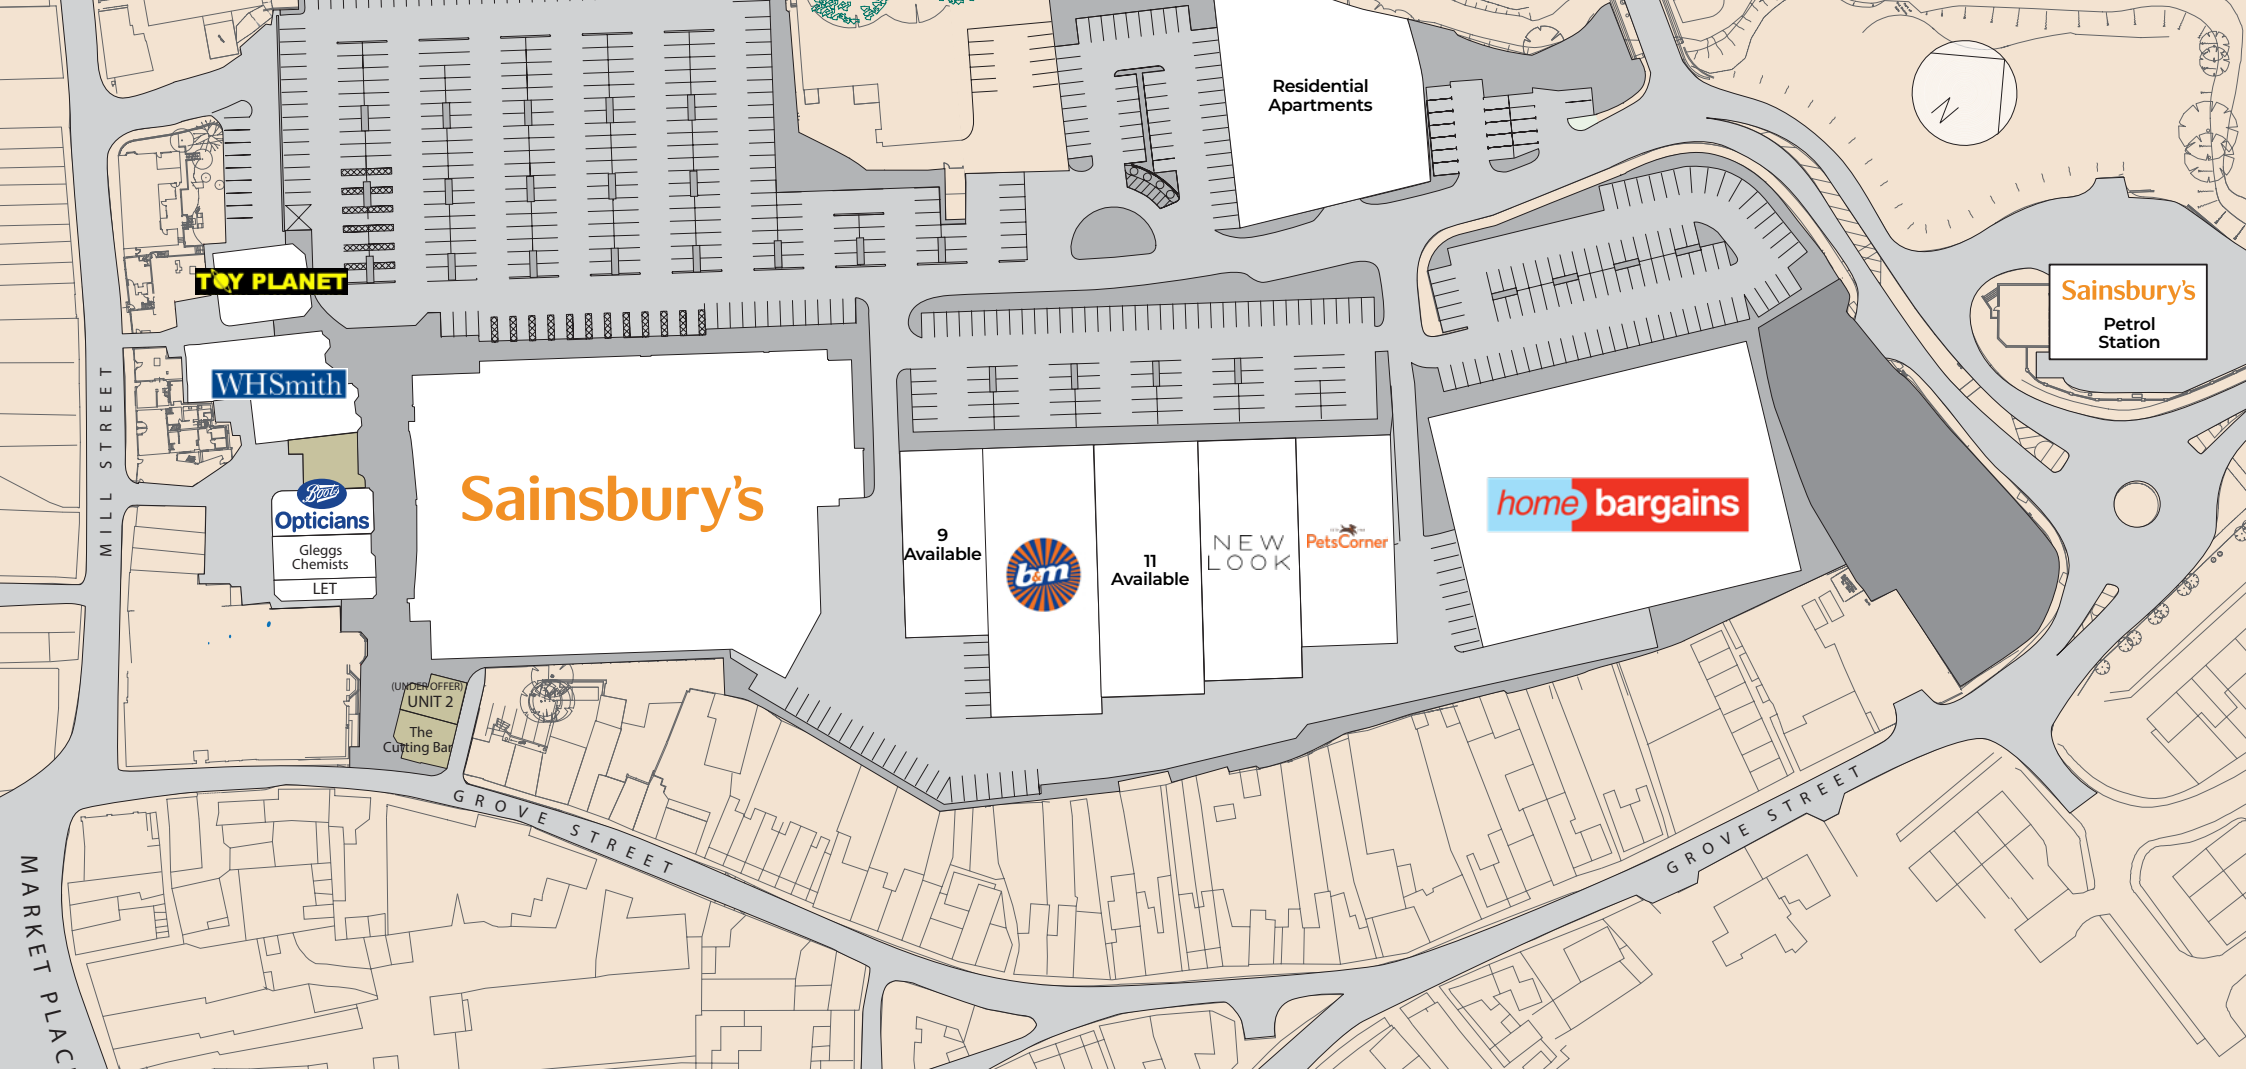 Residential
Apartments
N
TOY PLANET
Sainsbury's
Petrol
Station
WHSmith
MILL STREET
Boots
Opticians
Gleggs
Chemists
LET
Sainsbury's
9
Available
b&m
11
Available
NEW
LOOK
PetsCorner
home bargains
(UNDER OFFER)
UNIT 2
The
Cutting Bar
GROVE STREET
GROVE STREET
MARKET PLAC